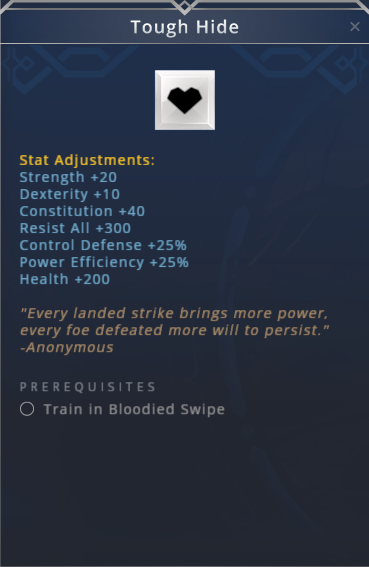 Tough Hide
Stat Adjustments:
Strength +20
Dexterity +10
Constitution +40
Resist All +300
Control Defense +25%
Power Efficiency +25%
Health +200
"Every landed strike brings more power,
every foe defeated more will to persist."
-Anonymous
PREREQUISITES
Train in Bloodied Swipe